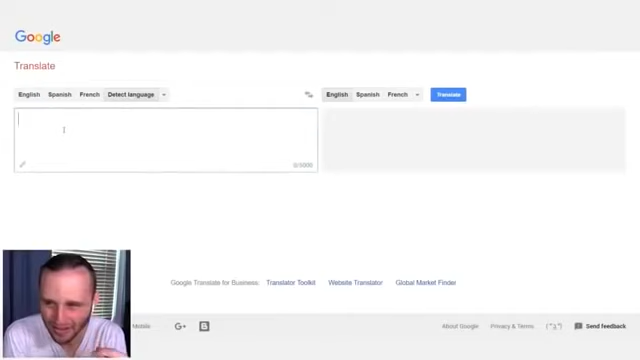 Google
Translate
English Spanish French Detect language
English Spanish French Translate
0/5000
Google Translate for Business: Translator Toolkit Website Translator Global Market Finder
Mobile
G+ B About Google Privacy & Terms Send feedback